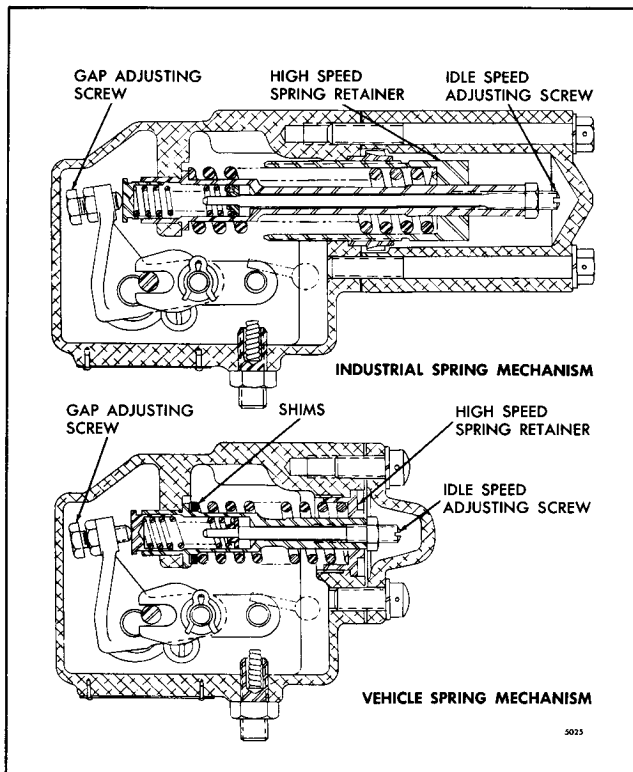 GAP ADJUSTING
SCREW
HIGH SPEED
SPRING RETAINER
IDLE SPEED
ADJUSTING SCREW
INDUSTRIAL SPRING MECHANISM
GAP ADJUSTING
SCREW
SHIMS
HIGH SPEED
SPRING RETAINER
IDLE SPEED
ADJUSTING SCREW
VEHICLE SPRING MECHANISM
5025